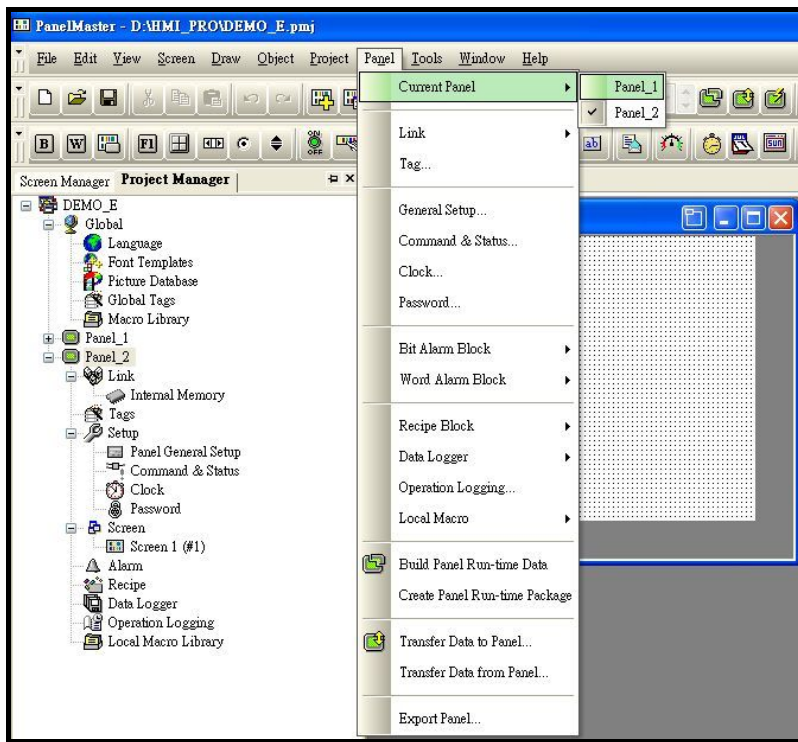 PanelMaster - D:\HMI_PRO\DEMO_E.pmj
File Edit View Screen Draw Object Project Panel Tools Window Help
Current Panel
Panel_1
Panel_2
Link
Tag...
General Setup...
Command & Status...
Clock...
Password...
Bit Alarm Block
Word Alarm Block
Recipe Block
Data Logger
Operation Logging...
Local Macro
Build Panel Run-time Data
Create Panel Run-time Package
Transfer Data to Panel...
Transfer Data from Panel...
Export Panel...
B W F1 ON OFF ab SUN
Screen Manager Project Manager
DEMO_E
Global
Language
Font Templates
Picture Database
Global Tags
Macro Library
Panel_1
Panel_2
Link
Internal Memory
Tags
Setup
Panel General Setup
Command & Status
Clock
Password
Screen
Screen 1 (#1)
Alarm
Recipe
Data Logger
Operation Logging
Local Macro Library